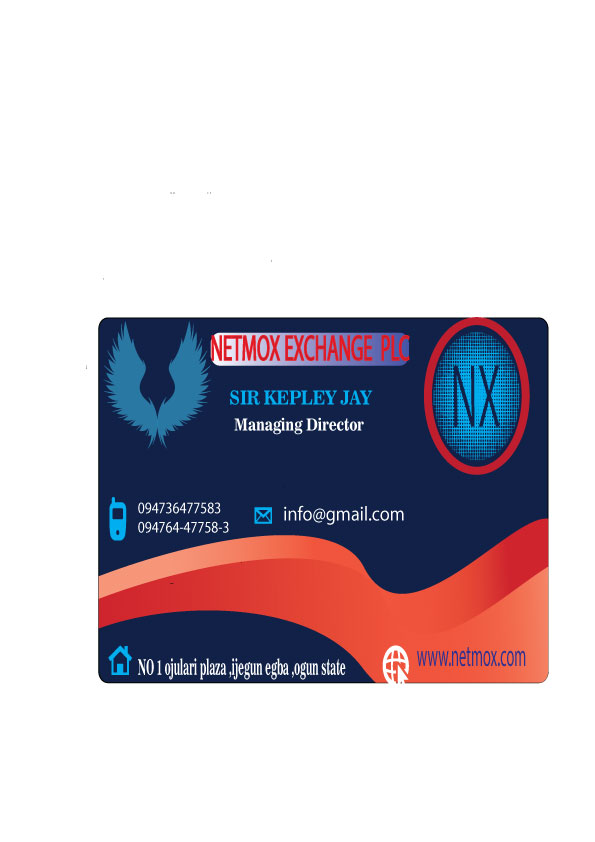 NETMOX EXCHANGE PLC
NX
SIR KEPLEY JAY
Managing Director
094736477583
094764-47758-3
info@gmail.com
www.netmox.com
NO 1 ojulari plaza ,ijegun egba ,ogun state